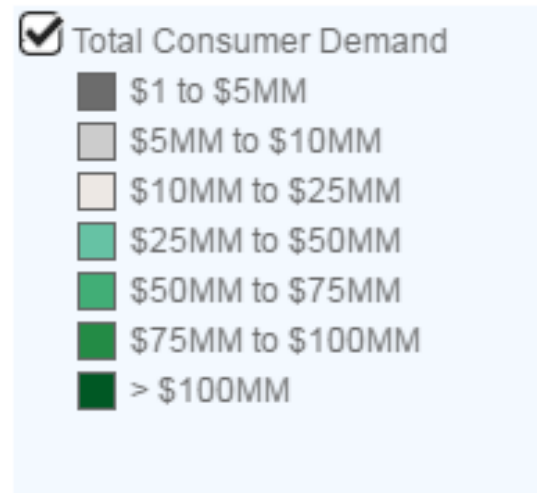 Total Consumer Demand
$1 to $5MM
$5MM to $10MM
$10MM to $25MM
$25MM to $50MM
$50MM to $75MM
$75MM to $100MM
> $100MM